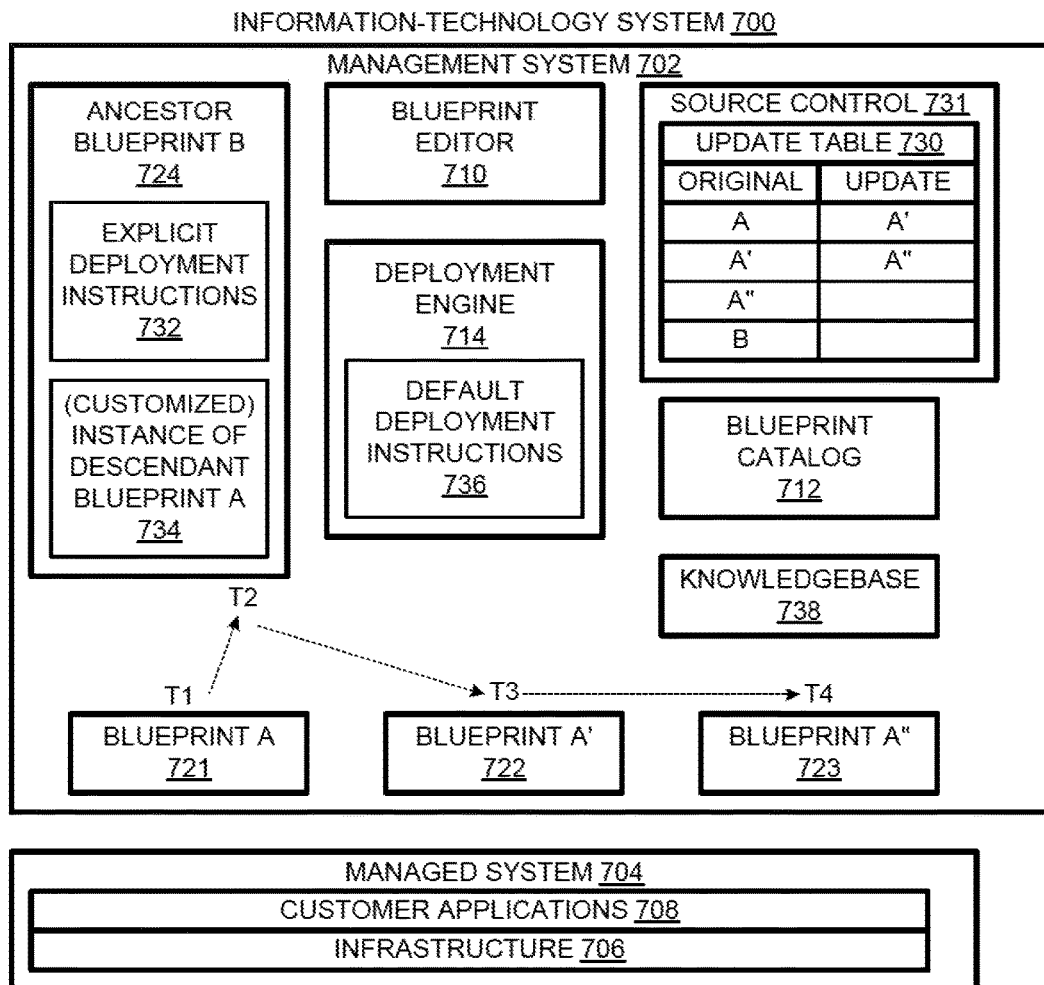 INFORMATION-TECHNOLOGY SYSTEM 700
MANAGEMENT SYSTEM 702
ANCESTOR
BLUEPRINT B
724
EXPLICIT
DEPLOYMENT
INSTRUCTIONS
732
(CUSTOMIZED)
INSTANCE OF
DESCENDANT
BLUEPRINT A
734
BLUEPRINT
EDITOR
710
DEPLOYMENT
ENGINE
714
DEFAULT
DEPLOYMENT
INSTRUCTIONS
736
SOURCE CONTROL 731
UPDATE TABLE 730
ORIGINAL UPDATE
A A'
A' A"
A"
B
BLUEPRINT
CATALOG
712
KNOWLEDGEBASE
738
T2
T1 T3 T4
BLUEPRINT A
721
BLUEPRINT A'
722
BLUEPRINT A"
723
MANAGED SYSTEM 704
CUSTOMER APPLICATIONS 708
INFRASTRUCTURE 706